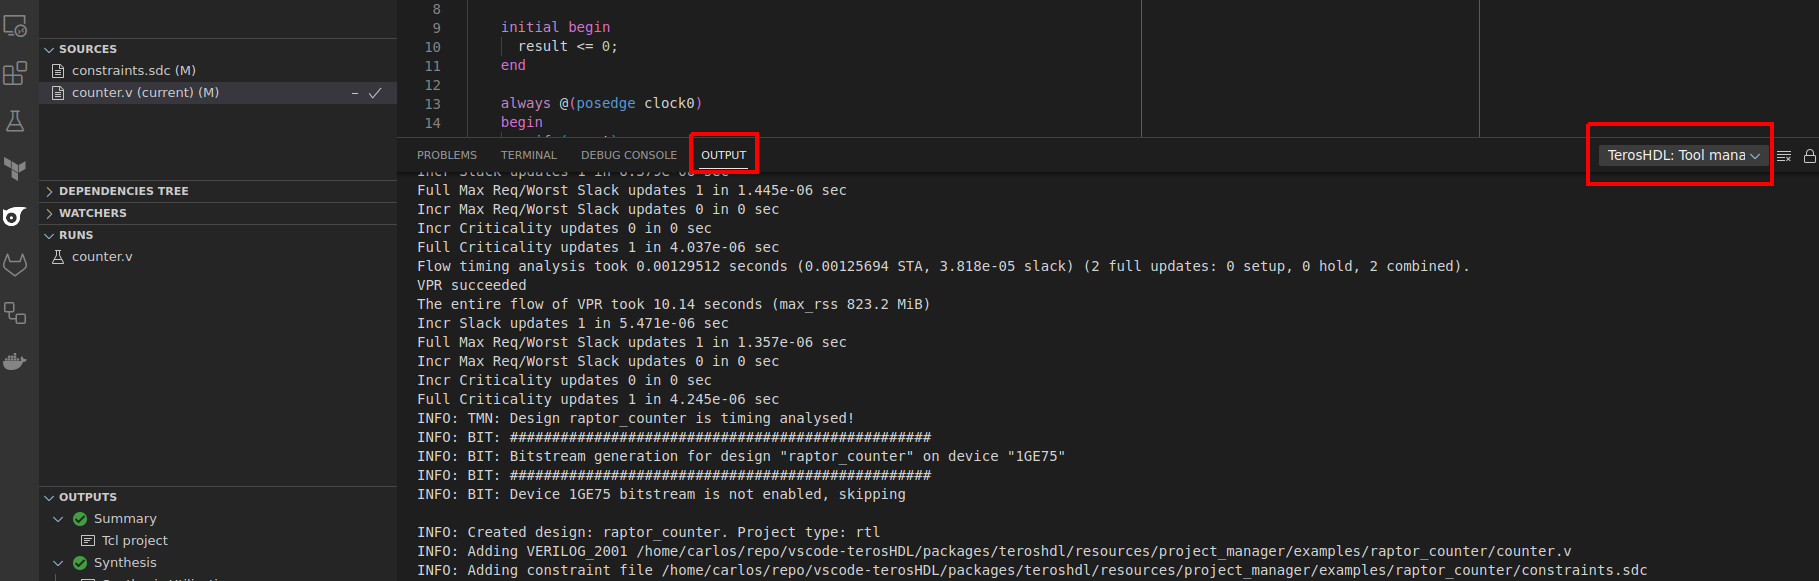 SOURCES
constraints.sdc (M)
counter.v (current) (M)
DEPENDENCIES TREE
WATCHERS
RUNS
counter.v
OUTPUTS
Summary
Tcl project
Synthesis
8
9 initial begin
10 result <= 0;
11 end
12
13 always @(posedge clock0)
14 begin
PROBLEMS TERMINAL DEBUG CONSOLE OUTPUT TerosHDL: Tool mana
Incr Slack updates 1 in 6.379e-06 sec
Full Max Req/Worst Slack updates 1 in 1.445e-06 sec
Incr Max Req/Worst Slack updates 0 in 0 sec
Incr Criticality updates 0 in 0 sec
Full Criticality updates 1 in 4.037e-06 sec
Flow timing analysis took 0.00129512 seconds (0.00125694 STA, 3.818e-05 slack) (2 full updates: 0 setup, 0 hold, 2 combined).
VPR succeeded
The entire flow of VPR took 10.14 seconds (max_rss 823.2 MiB)
Incr Slack updates 1 in 5.471e-06 sec
Full Max Req/Worst Slack updates 1 in 1.357e-06 sec
Incr Max Req/Worst Slack updates 0 in 0 sec
Incr Criticality updates 0 in 0 sec
Full Criticality updates 1 in 4.245e-06 sec
INFO: TMN: Design raptor_counter is timing analysed!
INFO: BIT: ##################################################
INFO: BIT: Bitstream generation for design "raptor_counter" on device "1GE75"
INFO: BIT: ##################################################
INFO: BIT: Device 1GE75 bitstream is not enabled, skipping
INFO: Created design: raptor_counter. Project type: rtl
INFO: Adding VERILOG_2001 /home/carlos/repo/vscode-terosHDL/packages/teroshdl/resources/project_manager/examples/raptor_counter/counter.v
INFO: Adding constraint file /home/carlos/repo/vscode-terosHDL/packages/teroshdl/resources/project_manager/examples/raptor_counter/constraints.sdc